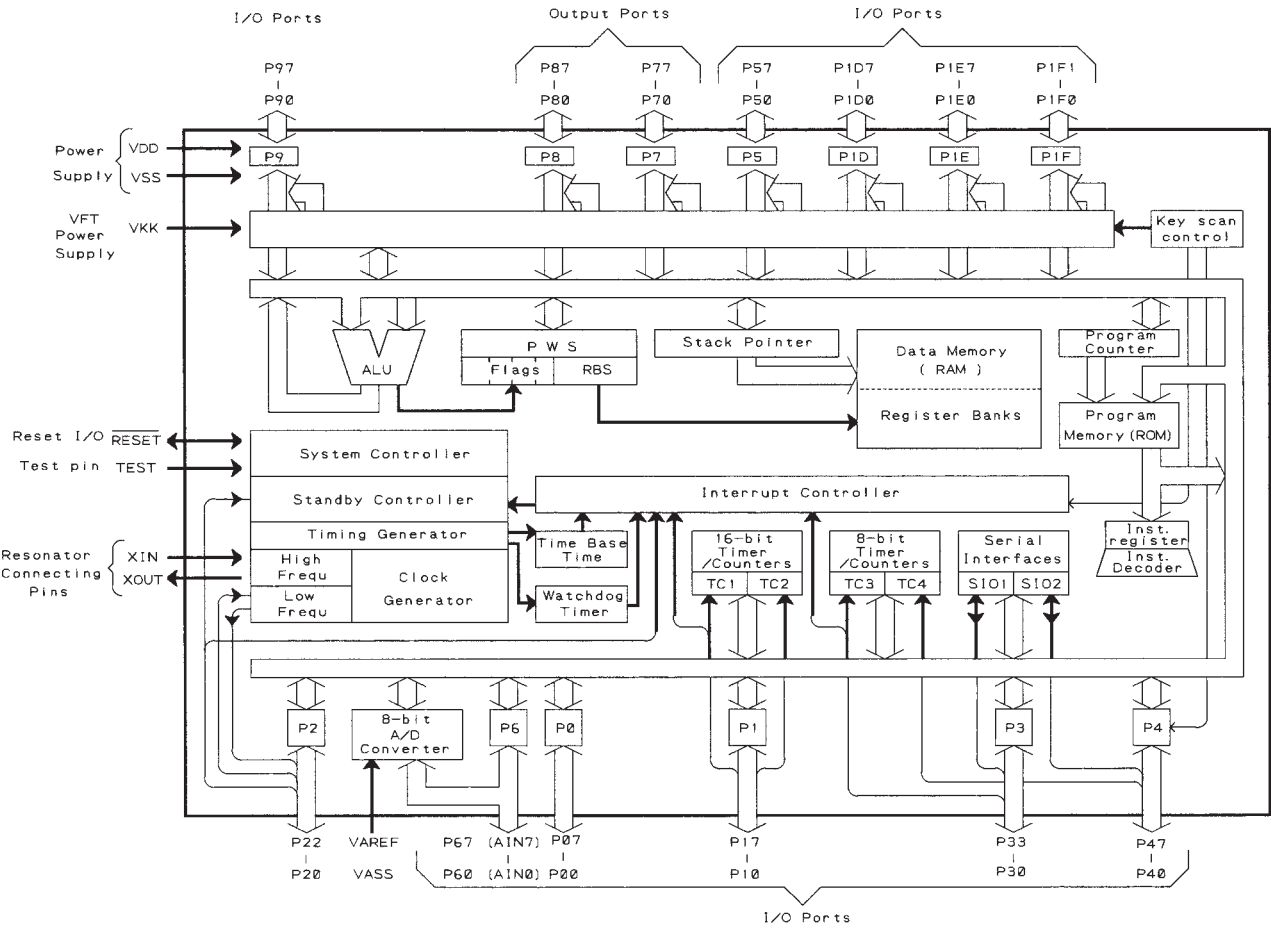 I/O Ports
Output Ports
I/O Ports
P97
P87
P77
P57
P1D7
P1E7
P1F1
P90
P80
P70
P50
P1D0
P1E0
P1F0
Power Supply
VDD
VSS
P9
P8
P7
P5
P1D
P1E
P1F
VFT
Power
Supply
VKK
Key scan
control
ALU
P W S
Flags
RBS
Stack Pointer
Data Memory
( RAM )
Register Banks
Program
Counter
Program
Memory (ROM)
Reset I/O RESET
Test pin TEST
System Controller
Standby Controller
Timing Generator
High
Frequ
Low
Frequ
Clock
Generator
Interrupt Controller
Time Base
Time
Watchdog
Timer
16-bit
Timer
/Counters
TC1
TC2
8-bit
Timer
/Counters
TC3
TC4
Serial
Interfaces
SIO1
SIO2
Inst.
register
Inst.
Decoder
Resonator
Connecting
Pins
XIN
XOUT
P2
8-bit
A/D
Converter
P6
P0
P1
P3
P4
P22
VAREF
P67 (AIN7)
P07
P17
P33
P47
P20
VASS
P60 (AIN0)
P00
P10
P30
P40
I/O Ports